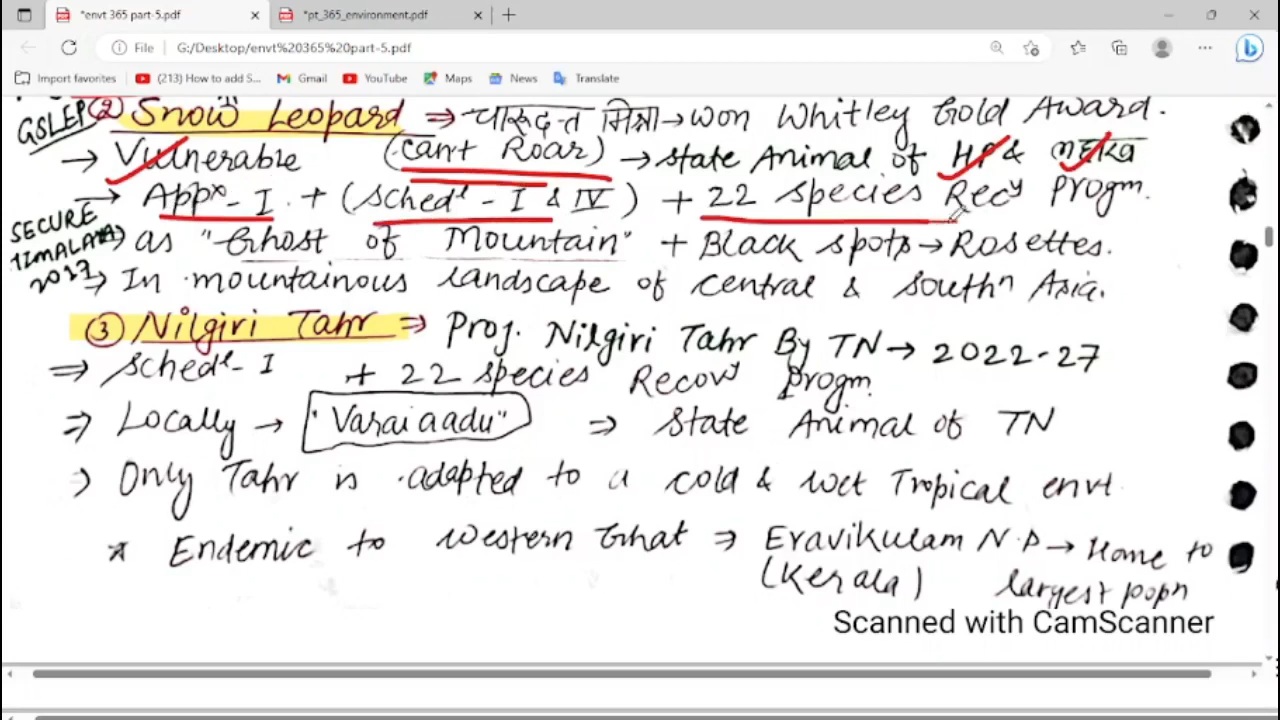 *envt 365 part-5.pdf
*pt_365_environment.pdf
File G:/Desktop/envt%20365%20part-5.pdf
Import favorites (213) How to add S... Gmail YouTube Maps News Translate
GSLEP
② Snow Leopard ⇒ चारूदत्त मिश्रा → won Whitley Gold Award.
→ Vulnerable (can't Roar) → State Animal of HP &
→ Appˣ - I + (schedˡ - I & IV) + 22 species Recʸ Progm.
SECURE
HIMALAYA
2017
→ as "Ghost of Mountain" + Black spots → Rosettes.
→ In mountainous landscape of central & southⁿ Asia.
③ Nilgiri Tahr ⇒ Proj. Nilgiri Tahr By TN → 2022-27
⇒ schedˡ - I + 22 species Recovʸ Progm.
⇒ Locally → "Varaiaadu" ⇒ State Animal of TN
→ Only Tahr is adapted to a cold & wet Tropical envt
* Endemic to Western Ghat ⇒ Eravikulam N.P → Home to
(Kerala) largest popn
Scanned with CamScanner